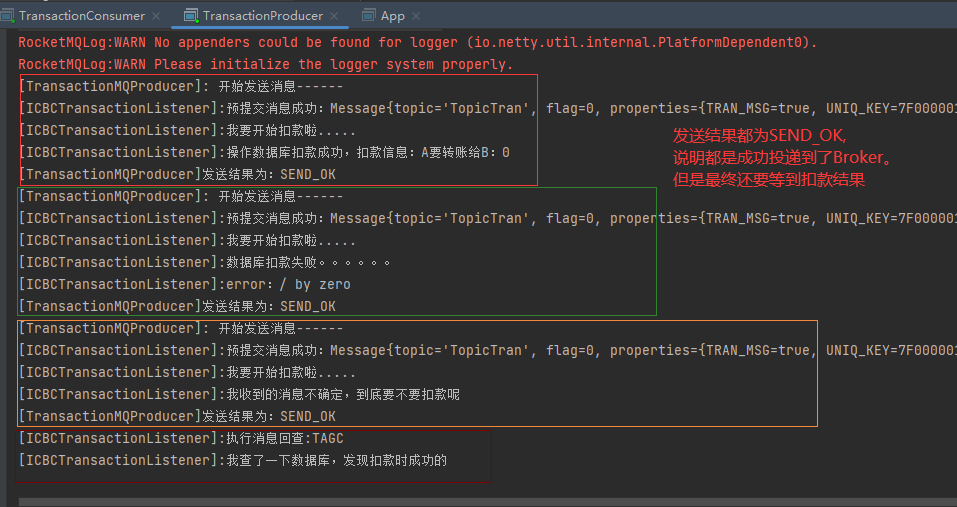 TransactionConsumer
TransactionProducer
App
RocketMQLog:WARN No appenders could be found for logger (io.netty.util.internal.PlatformDependent0).
RocketMQLog:WARN Please initialize the logger system properly.
[TransactionMQProducer]: 开始发送消息------
[ICBCTransactionListener]:预提交消息成功：Message{topic='TopicTran', flag=0, properties={TRAN_MSG=true, UNIQ_KEY=7F000001
[ICBCTransactionListener]:我要开始扣款啦.....
[ICBCTransactionListener]:操作数据库扣款成功，扣款信息：A要转账给B：0
[TransactionMQProducer]发送结果为：SEND_OK
发送结果都为SEND_OK,
说明都是成功投递到了Broker。
但是最终还要等到扣款结果
[TransactionMQProducer]: 开始发送消息------
[ICBCTransactionListener]:预提交消息成功：Message{topic='TopicTran', flag=0, properties={TRAN_MSG=true, UNIQ_KEY=7F000001
[ICBCTransactionListener]:我要开始扣款啦.....
[ICBCTransactionListener]:数据库扣款失败。。。。。。
[ICBCTransactionListener]:error：/ by zero
[TransactionMQProducer]发送结果为：SEND_OK
[TransactionMQProducer]: 开始发送消息------
[ICBCTransactionListener]:预提交消息成功：Message{topic='TopicTran', flag=0, properties={TRAN_MSG=true, UNIQ_KEY=7F000001
[ICBCTransactionListener]:我要开始扣款啦.....
[ICBCTransactionListener]:我收到的消息不确定，到底要不要扣款呢
[TransactionMQProducer]发送结果为：SEND_OK
[ICBCTransactionListener]:执行消息回查:TAGC
[ICBCTransactionListener]:我查了一下数据库，发现扣款时成功的